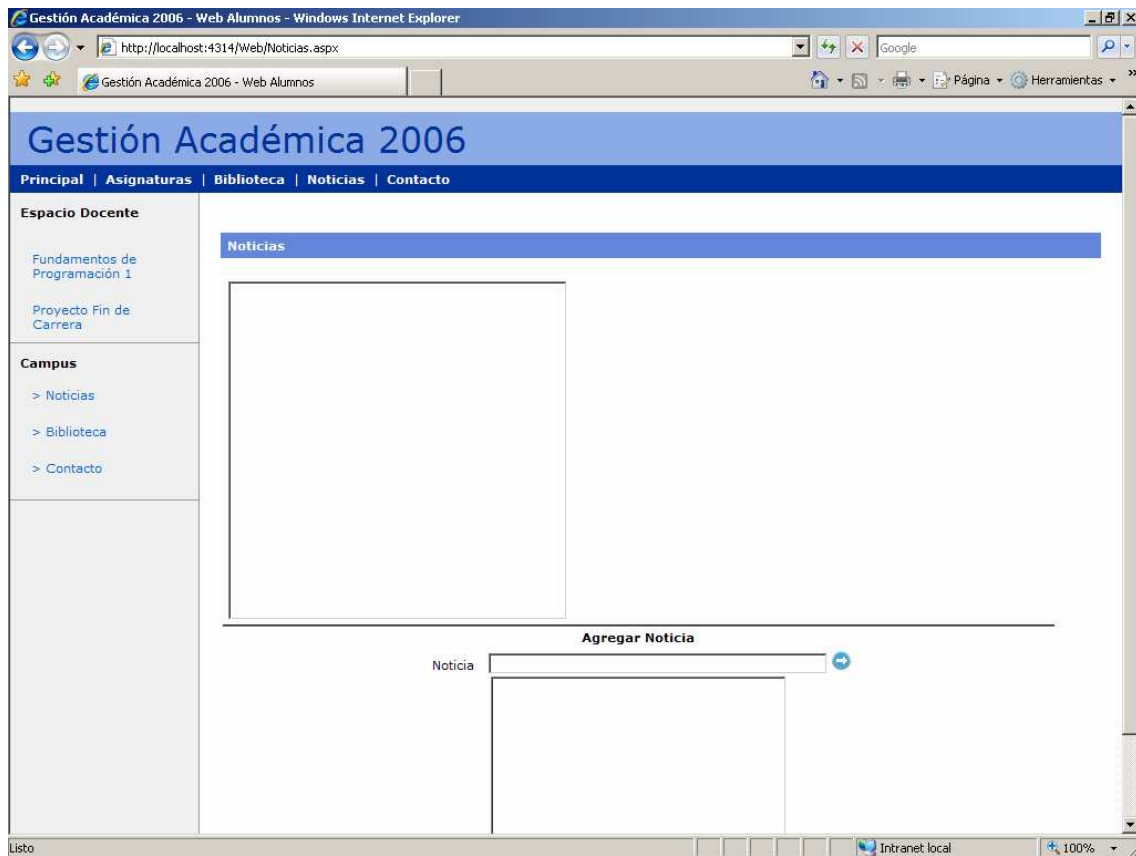 Gestión Académica 2006 - Web Alumnos - Windows Internet Explorer
http://localhost:4314/Web/Noticias.aspx
Google
Gestión Académica 2006 - Web Alumnos
Página
Herramientas
»
Gestión Académica 2006
Principal | Asignaturas | Biblioteca | Noticias | Contacto
Espacio Docente
Fundamentos de
Programación 1
Proyecto Fin de
Carrera
Campus
> Noticias
> Biblioteca
> Contacto
Noticias
Agregar Noticia
Noticia
Listo
Intranet local
100%